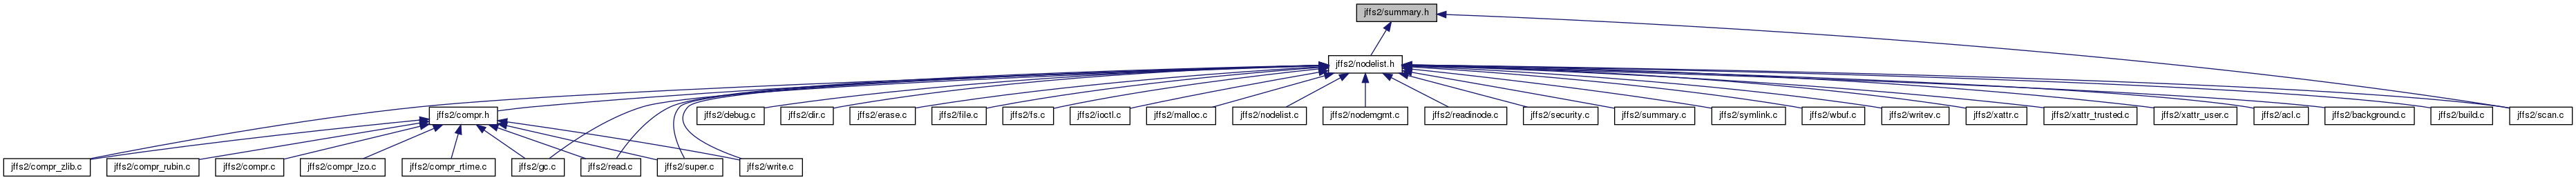 jffs2/summary.h
jffs2/nodelist.h
jffs2/compr.h
jffs2/debug.c
jffs2/dir.c
jffs2/erase.c
jffs2/file.c
jffs2/fs.c
jffs2/ioctl.c
jffs2/malloc.c
jffs2/nodelist.c
jffs2/nodemgmt.c
jffs2/readinode.c
jffs2/security.c
jffs2/summary.c
jffs2/symlink.c
jffs2/wbuf.c
jffs2/writev.c
jffs2/xattr.c
jffs2/xattr_trusted.c
jffs2/xattr_user.c
jffs2/acl.c
jffs2/background.c
jffs2/build.c
jffs2/scan.c
jffs2/compr_zlib.c
jffs2/compr_rubin.c
jffs2/compr.c
jffs2/compr_lzo.c
jffs2/compr_rtime.c
jffs2/gc.c
jffs2/read.c
jffs2/super.c
jffs2/write.c